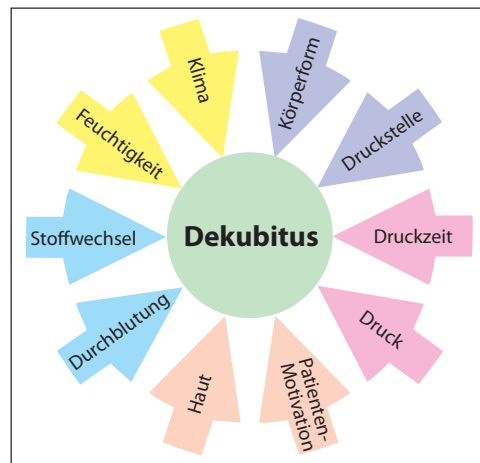 Klima
Körperform
Druckstelle
Druckzeit
Druck
Patienten-
Motivation
Haut
Durchblutung
Stoffwechsel
Feuchtigkeit
Dekubitus